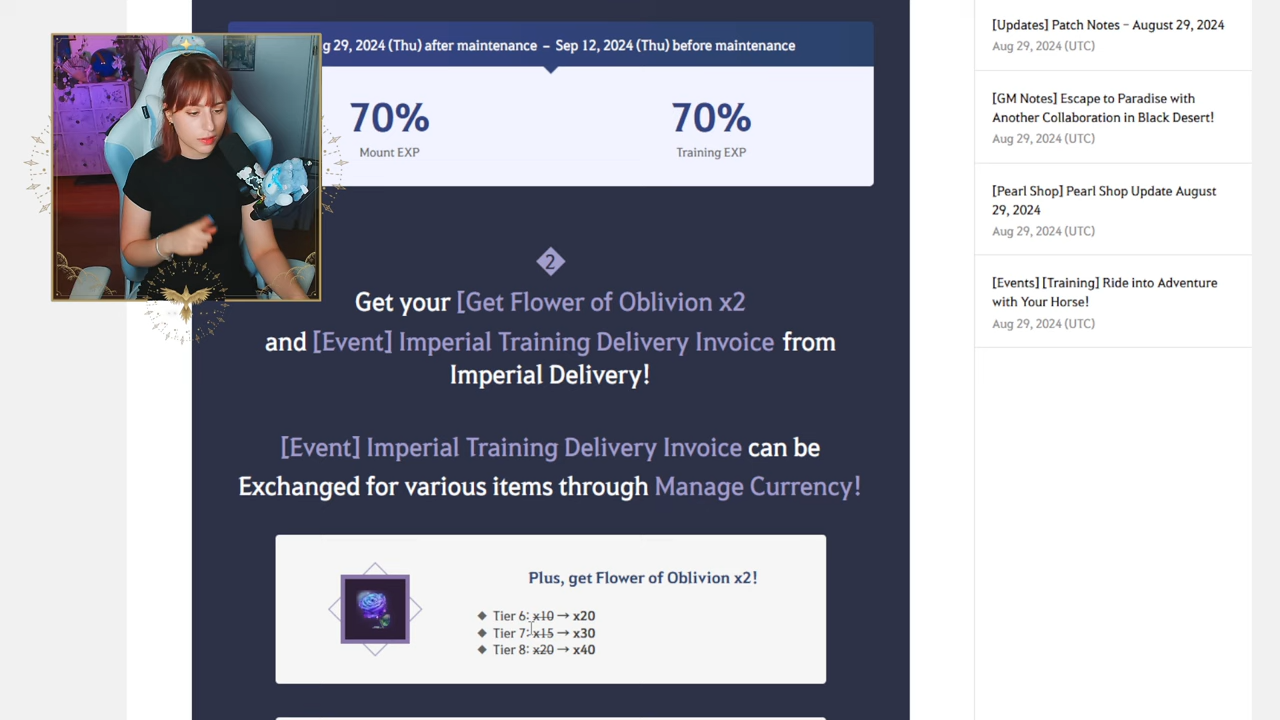 g 29, 2024 (Thu) after maintenance – Sep 12, 2024 (Thu) before maintenance
70%
Mount EXP
70%
Training EXP
2
Get your [Get Flower of Oblivion x2
and [Event] Imperial Training Delivery Invoice from
Imperial Delivery!
[Event] Imperial Training Delivery Invoice can be
Exchanged for various items through Manage Currency!
Plus, get Flower of Oblivion x2!
Tier 6: x10 → x20
Tier 7: x15 → x30
Tier 8: x20 → x40
[Updates] Patch Notes – August 29, 2024
Aug 29, 2024 (UTC)
[GM Notes] Escape to Paradise with
Another Collaboration in Black Desert!
Aug 29, 2024 (UTC)
[Pearl Shop] Pearl Shop Update August
29, 2024
Aug 29, 2024 (UTC)
[Events] [Training] Ride into Adventure
with Your Horse!
Aug 29, 2024 (UTC)